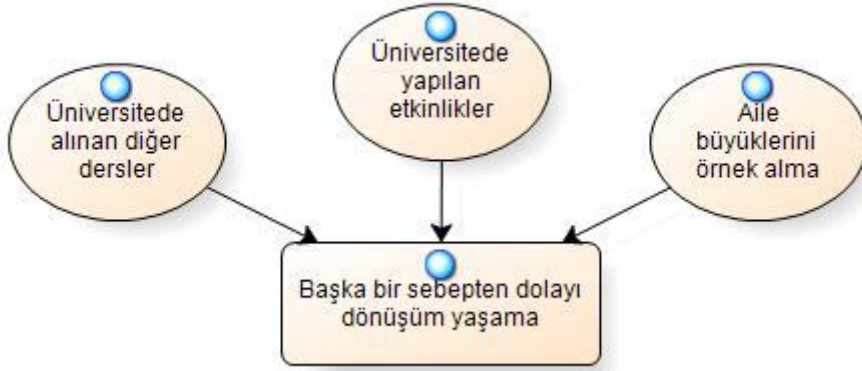 Üniversitede
alınan diğer
dersler
Üniversitede
yapılan
etkinlikler
Aile
büyüklerini
örnek alma
Başka bir sebepten dolayı
dönüşüm yaşama